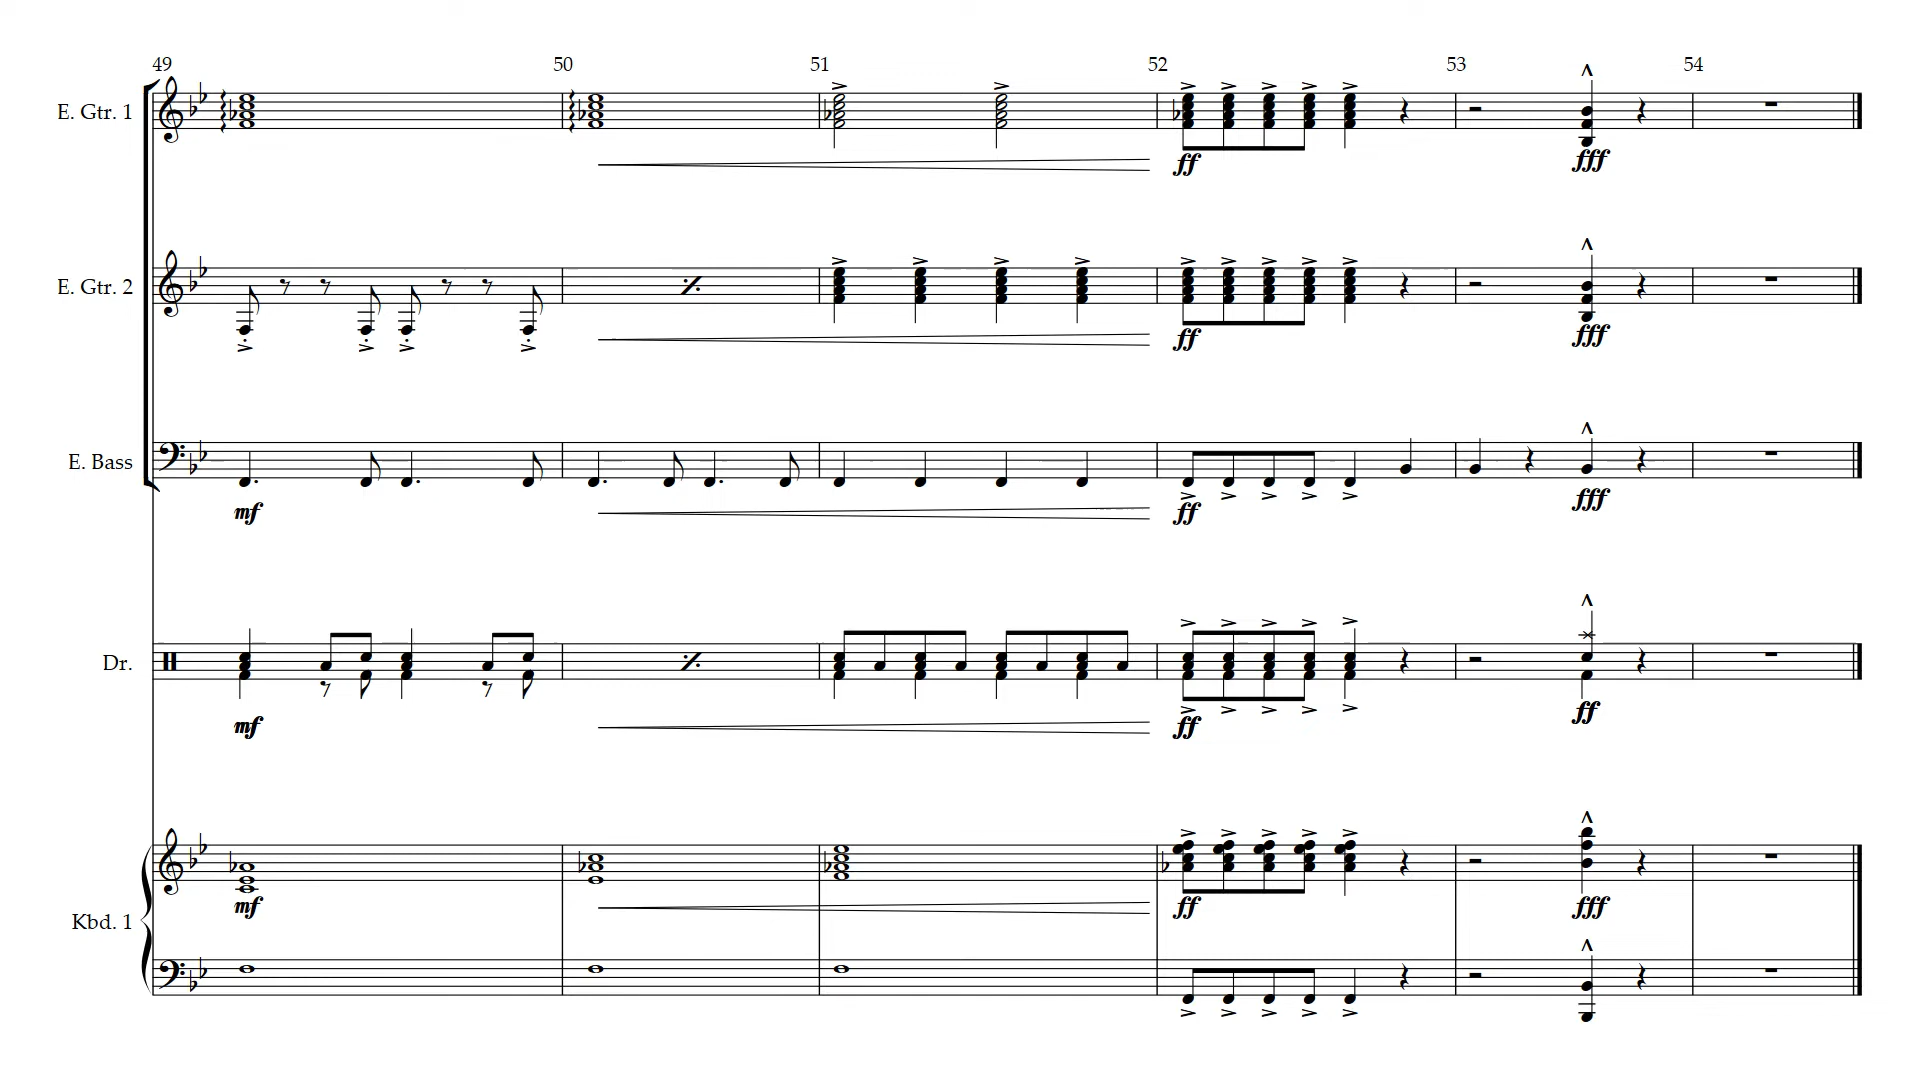 49 50 51 52 53 54
E. Gtr. 1
ff fff
E. Gtr. 2
ff fff
E. Bass
mf ff fff
Dr.
mf ff ff
Kbd. 1
mf ff fff